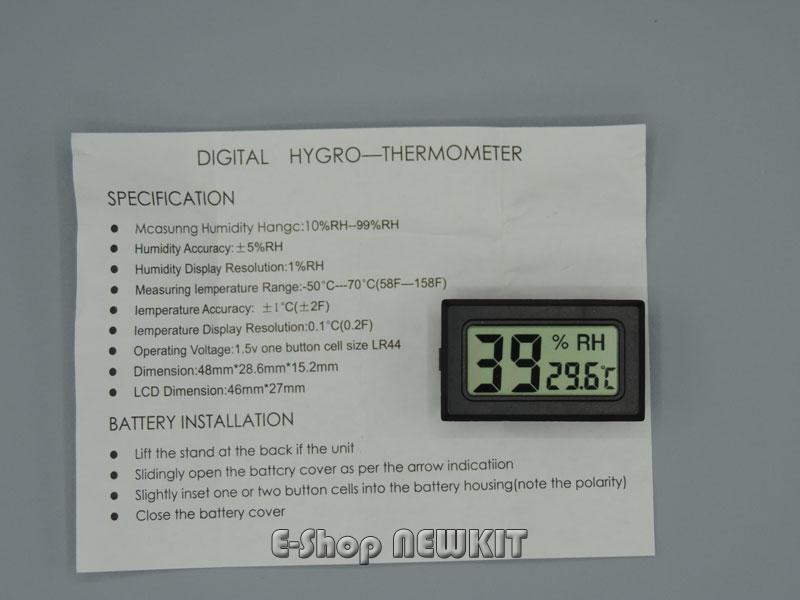 DIGITAL HYGRO—THERMOMETER
SPECIFICATION
● Mcasunng Humidity Hangc:10%RH--99%RH
● Humidity Accuracy:±5%RH
● Humidity Display Resolution:1%RH
● Measuring Iemperature Range:-50°C---70°C(58F—158F)
● Iemperature Accuracy: ±1°C(±2F)
● Iemperature Display Resolution:0.1°C(0.2F)
● Operating Voltage:1.5v one button cell size LR44
● Dimension:48mm*28.6mm*15.2mm
● LCD Dimension:46mm*27mm
39 % RH
29.6°C
BATTERY INSTALLATION
● Lift the stand at the back if the unit
● Slidingly open the battcry cover as per the arrow indicatiion
● Slightly inset one or two button cells into the battery housing(note the polarity)
● Close the battery cover
E-Shop NEWKIT